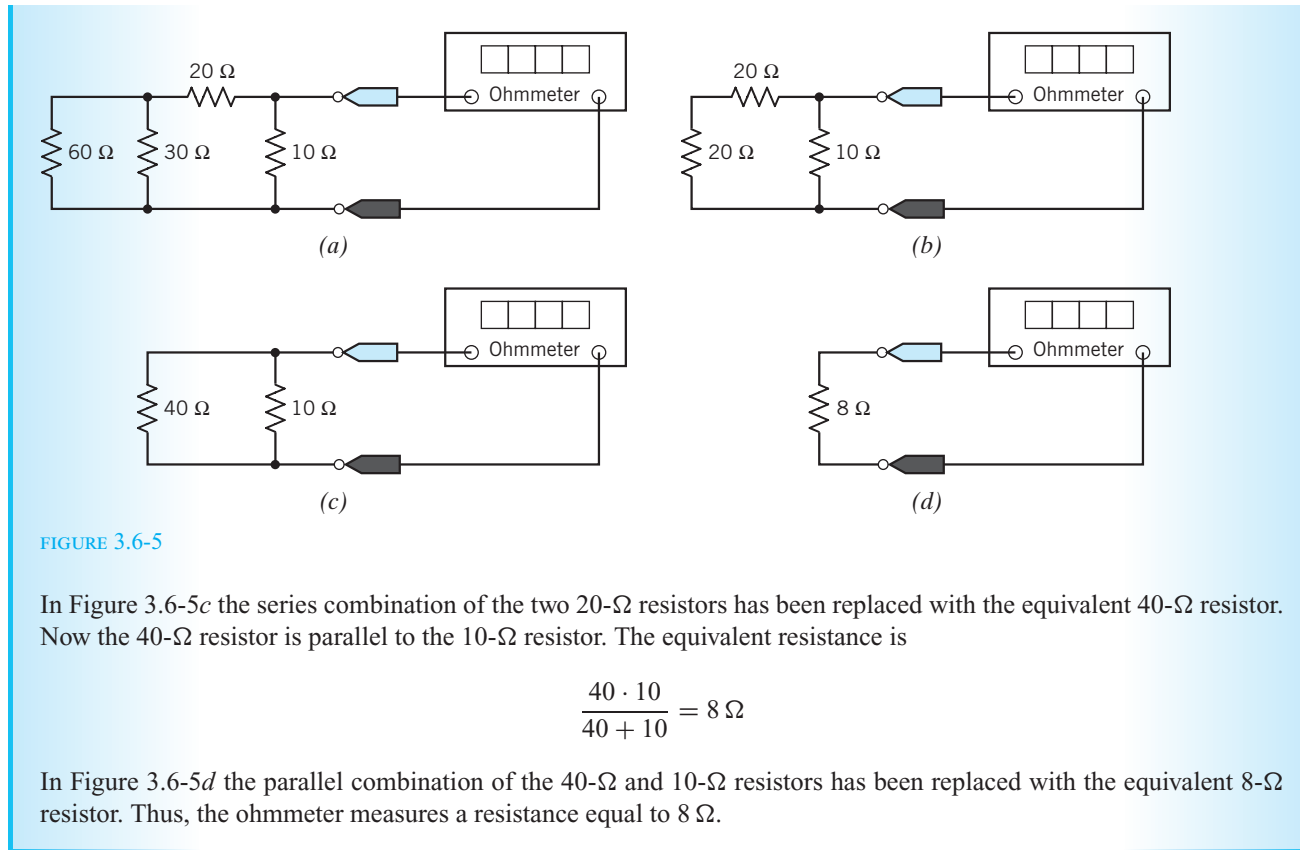 20 Ω
Ohmmeter
60 Ω
30 Ω
10 Ω
(a)
20 Ω
Ohmmeter
20 Ω
10 Ω
(b)
Ohmmeter
40 Ω
10 Ω
(c)
Ohmmeter
8 Ω
(d)
FIGURE 3.6-5
In Figure 3.6-5c the series combination of the two 20-Ω resistors has been replaced with the equivalent 40-Ω resistor.
Now the 40-Ω resistor is parallel to the 10-Ω resistor. The equivalent resistance is
40 · 10
40 + 10
= 8 Ω
In Figure 3.6-5d the parallel combination of the 40-Ω and 10-Ω resistors has been replaced with the equivalent 8-Ω
resistor. Thus, the ohmmeter measures a resistance equal to 8 Ω.